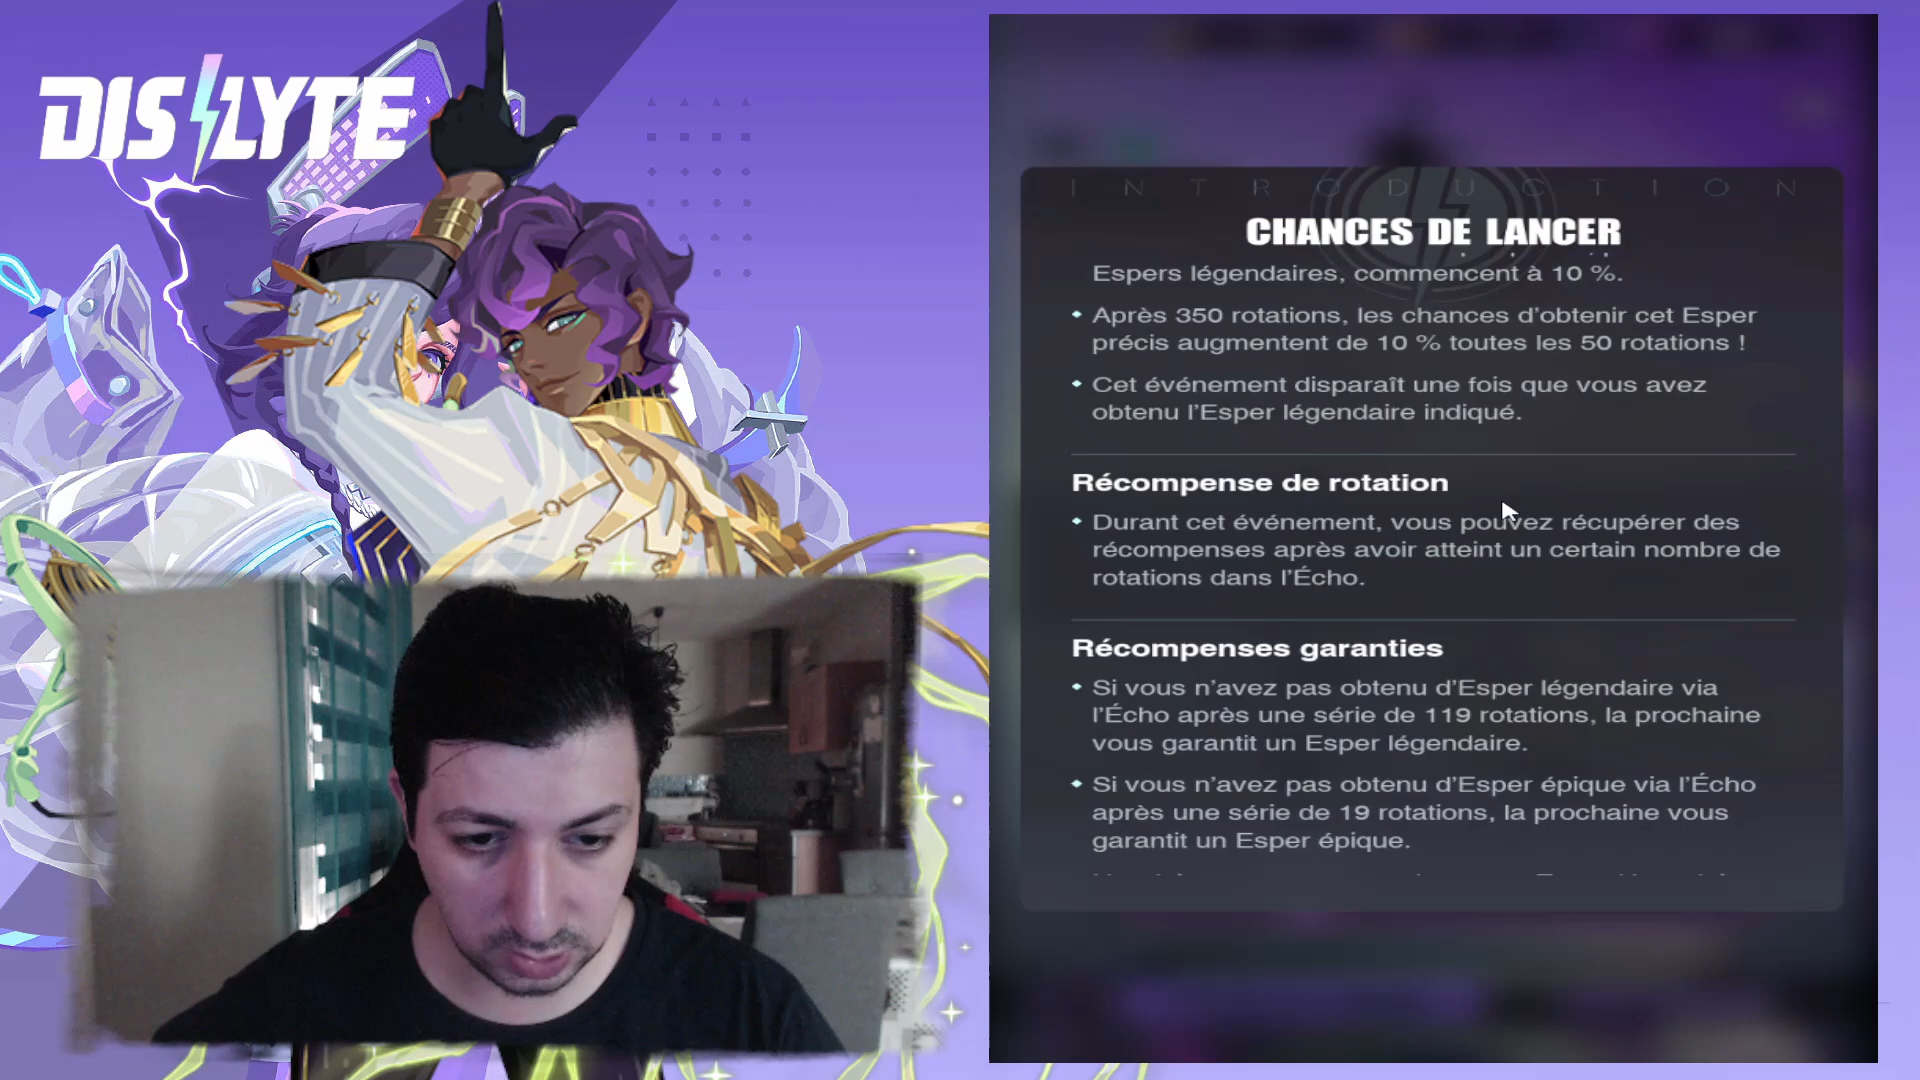 DISLYTE
INTRODUCTION
CHANCES DE LANCER
Espers légendaires, commencent à 10 %.
Après 350 rotations, les chances d'obtenir cet Esper
précis augmentent de 10 % toutes les 50 rotations !
Cet événement disparaît une fois que vous avez
obtenu l'Esper légendaire indiqué.
Récompense de rotation
Durant cet événement, vous pouvez récupérer des
récompenses après avoir atteint un certain nombre de
rotations dans l'Écho.
Récompenses garanties
Si vous n'avez pas obtenu d'Esper légendaire via
l'Écho après une série de 119 rotations, la prochaine
vous garantit un Esper légendaire.
Si vous n'avez pas obtenu d'Esper épique via l'Écho
après une série de 19 rotations, la prochaine vous
garantit un Esper épique.